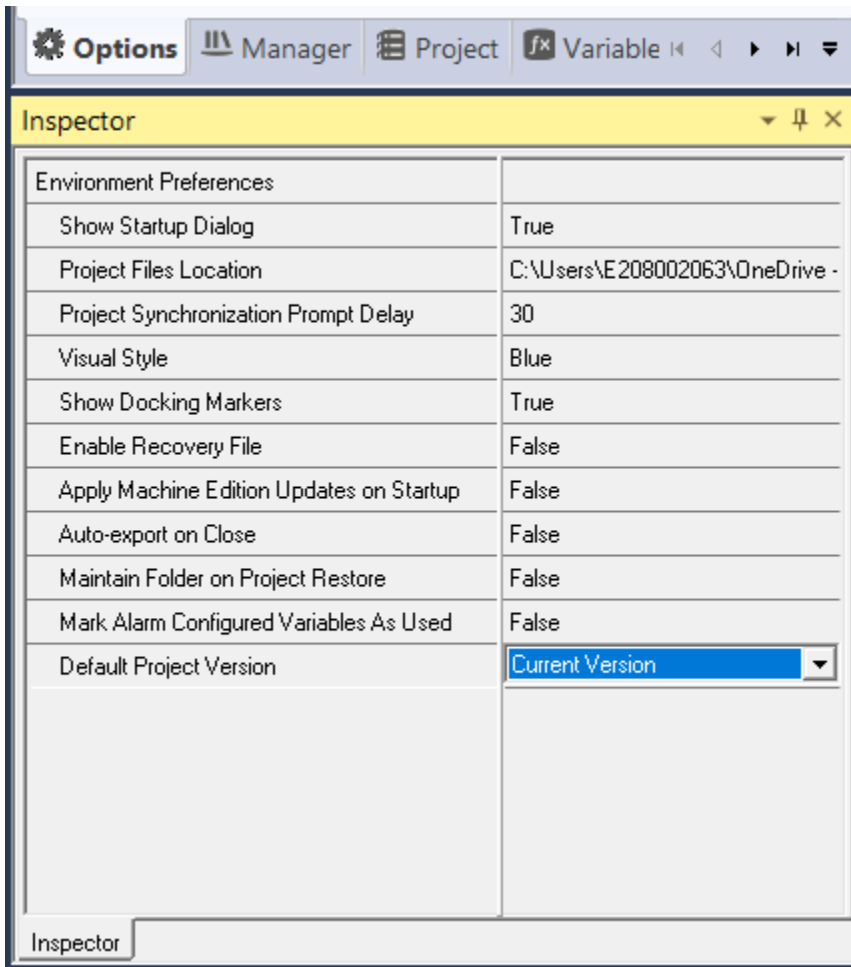 Options Manager Project Variable
Inspector
Environment Preferences
Show Startup Dialog True
Project Files Location C:\Users\E208002063\OneDrive -
Project Synchronization Prompt Delay 30
Visual Style Blue
Show Docking Markers True
Enable Recovery File False
Apply Machine Edition Updates on Startup False
Auto-export on Close False
Maintain Folder on Project Restore False
Mark Alarm Configured Variables As Used False
Default Project Version Current Version
Inspector